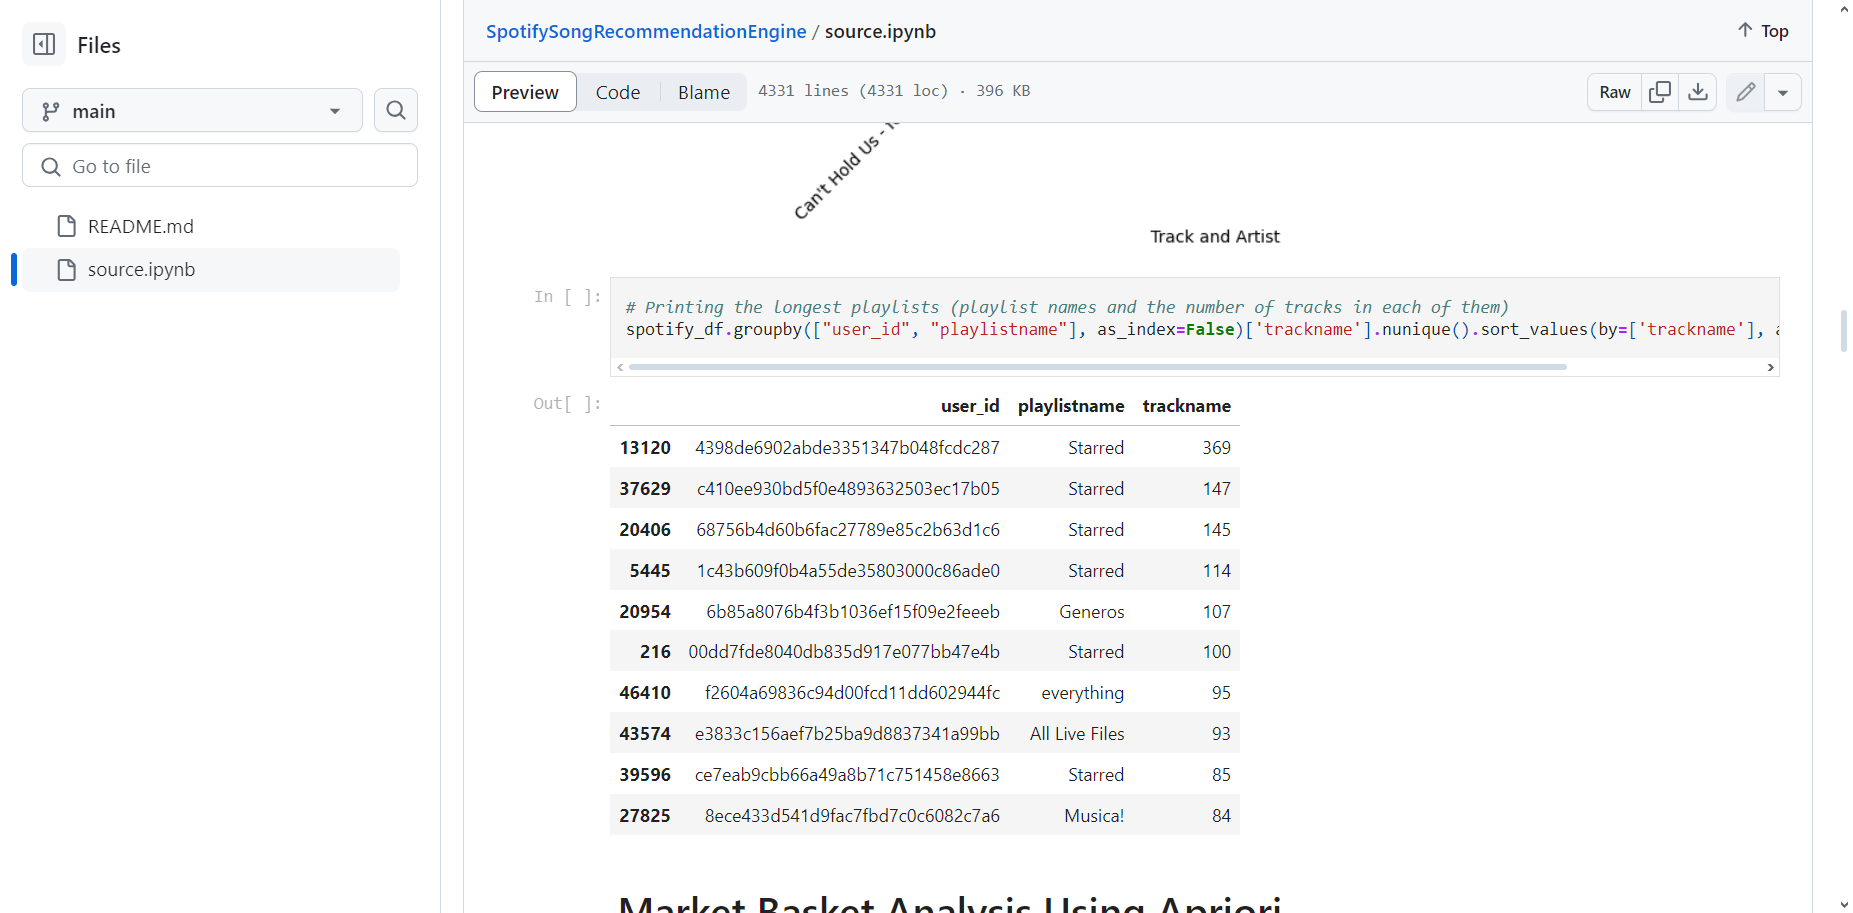 Files
main
Go to file
README.md
source.ipynb
SpotifySongRecommendationEngine / source.ipynb
Top
Preview Code Blame 4331 lines (4331 loc) · 396 KB
Raw
Can't Hold Us -
Track and Artist
In [ ]:
# Printing the longest playlists (playlist names and the number of tracks in each of them)
spotify_df.groupby(["user_id", "playlistname"], as_index=False)['trackname'].nunique().sort_values(by=['trackname'],
Out[ ]:
user_id playlistname trackname
13120 4398de6902abde3351347b048fcdc287 Starred 369
37629 c410ee930bd5f0e4893632503ec17b05 Starred 147
20406 68756b4d60b6fac27789e85c2b63d1c6 Starred 145
5445 1c43b609f0b4a55de35803000c86ade0 Starred 114
20954 6b85a8076b4f3b1036ef15f09e2feeeb Generos 107
216 00dd7fde8040db835d917e077bb47e4b Starred 100
46410 f2604a69836c94d00fcd11dd602944fc everything 95
43574 e3833c156aef7b25ba9d8837341a99bb All Live Files 93
39596 ce7eab9cbb66a49a8b71c751458e8663 Starred 85
27825 8ece433d541d9fac7fbd7c0c6082c7a6 Musica! 84
Market Basket Analysis Using Apriori